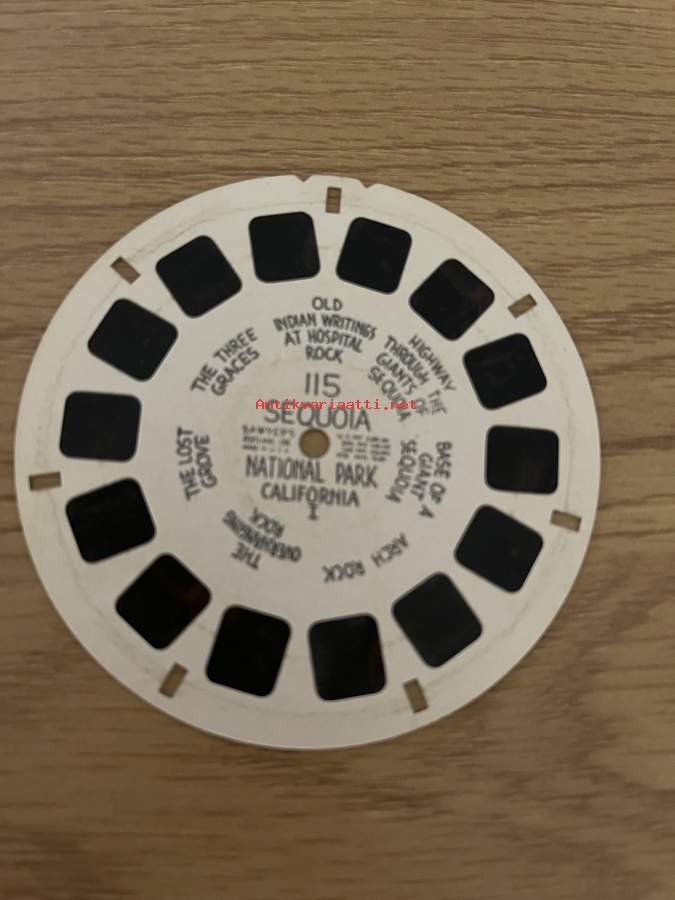 OLD
INDIAN WRITINGS
AT HOSPITAL
ROCK
HIGHWAY
THROUGH THE
GIANTS OF
SEQUOIA
BASE OF A
GIANT
SEQUOIA
ARCH ROCK
THE
OVERHANGING
ROCK
THE LOST
GROVE
THE THREE
GRACES
115
Antikvariaatti.net
SEQUOIA
SAWYER'S
NATIONAL PARK
CALIFORNIA
I